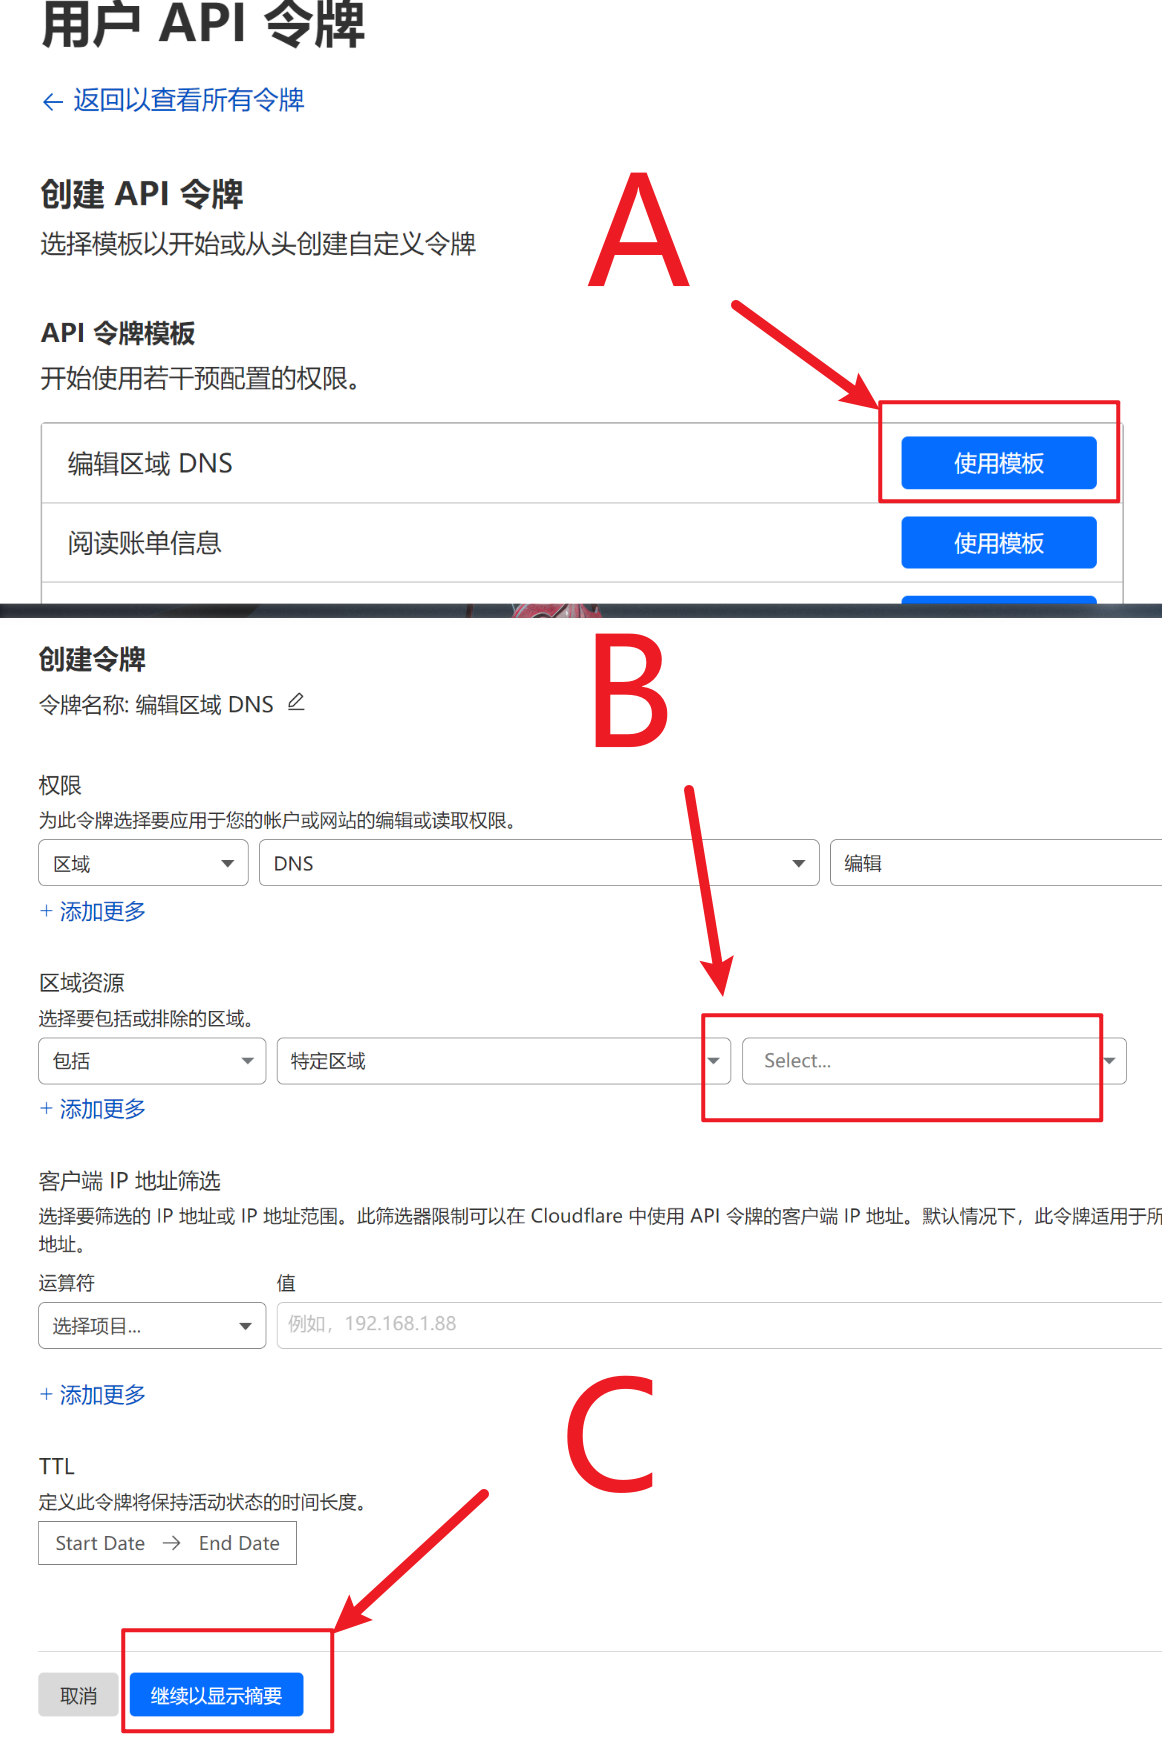 用户 API 令牌
← 返回以查看所有令牌
创建 API 令牌
选择模板以开始或从头创建自定义令牌
A
API 令牌模板
开始使用若干预配置的权限。
编辑区域 DNS 使用模板
阅读账单信息 使用模板
创建令牌
B
令牌名称: 编辑区域 DNS
权限
为此令牌选择要应用于您的帐户或网站的编辑或读取权限。
区域 DNS 编辑
+ 添加更多
区域资源
选择要包括或排除的区域。
包括 特定区域 Select...
+ 添加更多
客户端 IP 地址筛选
选择要筛选的 IP 地址或 IP 地址范围。此筛选器限制可以在 Cloudflare 中使用 API 令牌的客户端 IP 地址。默认情况下，此令牌适用于所
地址。
运算符 值
选择项目... 例如，192.168.1.88
+ 添加更多
C
TTL
定义此令牌将保持活动状态的时间长度。
Start Date → End Date
取消 继续以显示摘要